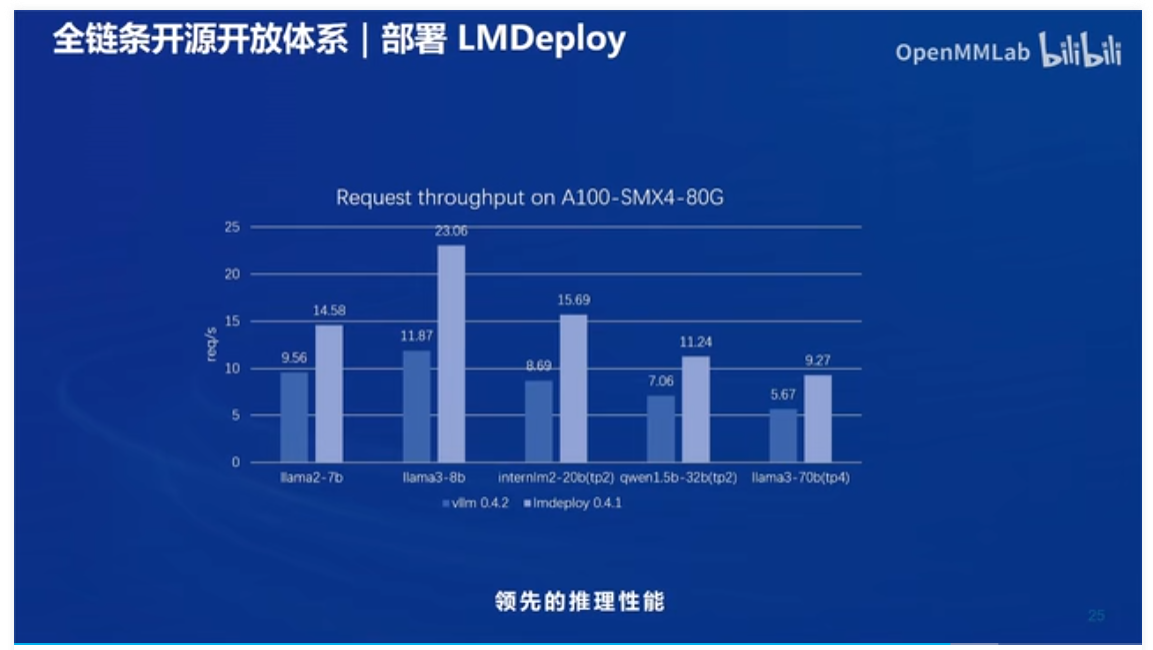 全链条开源开放体系 | 部署 LMDeploy
OpenMMLab bilibili
Request throughput on A100-SMX4-80G
req/s
25
20
15
10
5
0
9.56
14.58
11.87
23.06
8.69
15.69
7.06
11.24
5.67
9.27
llama2-7b
llama3-8b
internlm2-20b(tp2)
qwen1.5b-32b(tp2)
llama3-70b(tp4)
vllm 0.4.2
lmdeploy 0.4.1
领先的推理性能
25